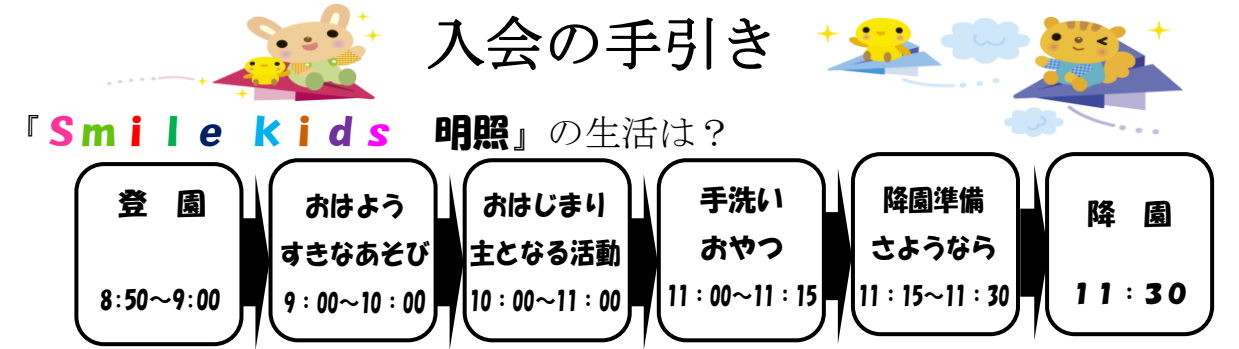 入会の手引き
『Smile kids 明照』の生活は？
登 園
8:50～9:00
おはよう
すきなあそび
9：00～10：00
おはじまり
主となる活動
10：00～11：00
手洗い
おやつ
11：00～11：15
降園準備
さようなら
11：15～11：30
降 園
11：30